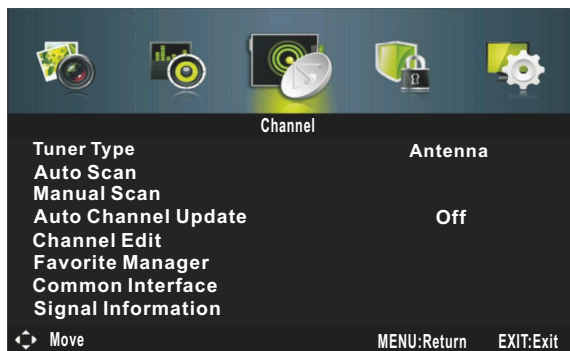 Channel
Tuner Type Antenna
Auto Scan
Manual Scan
Auto Channel Update Off
Channel Edit
Favorite Manager
Common Interface
Signal Information
Move MENU:Return EXIT:Exit